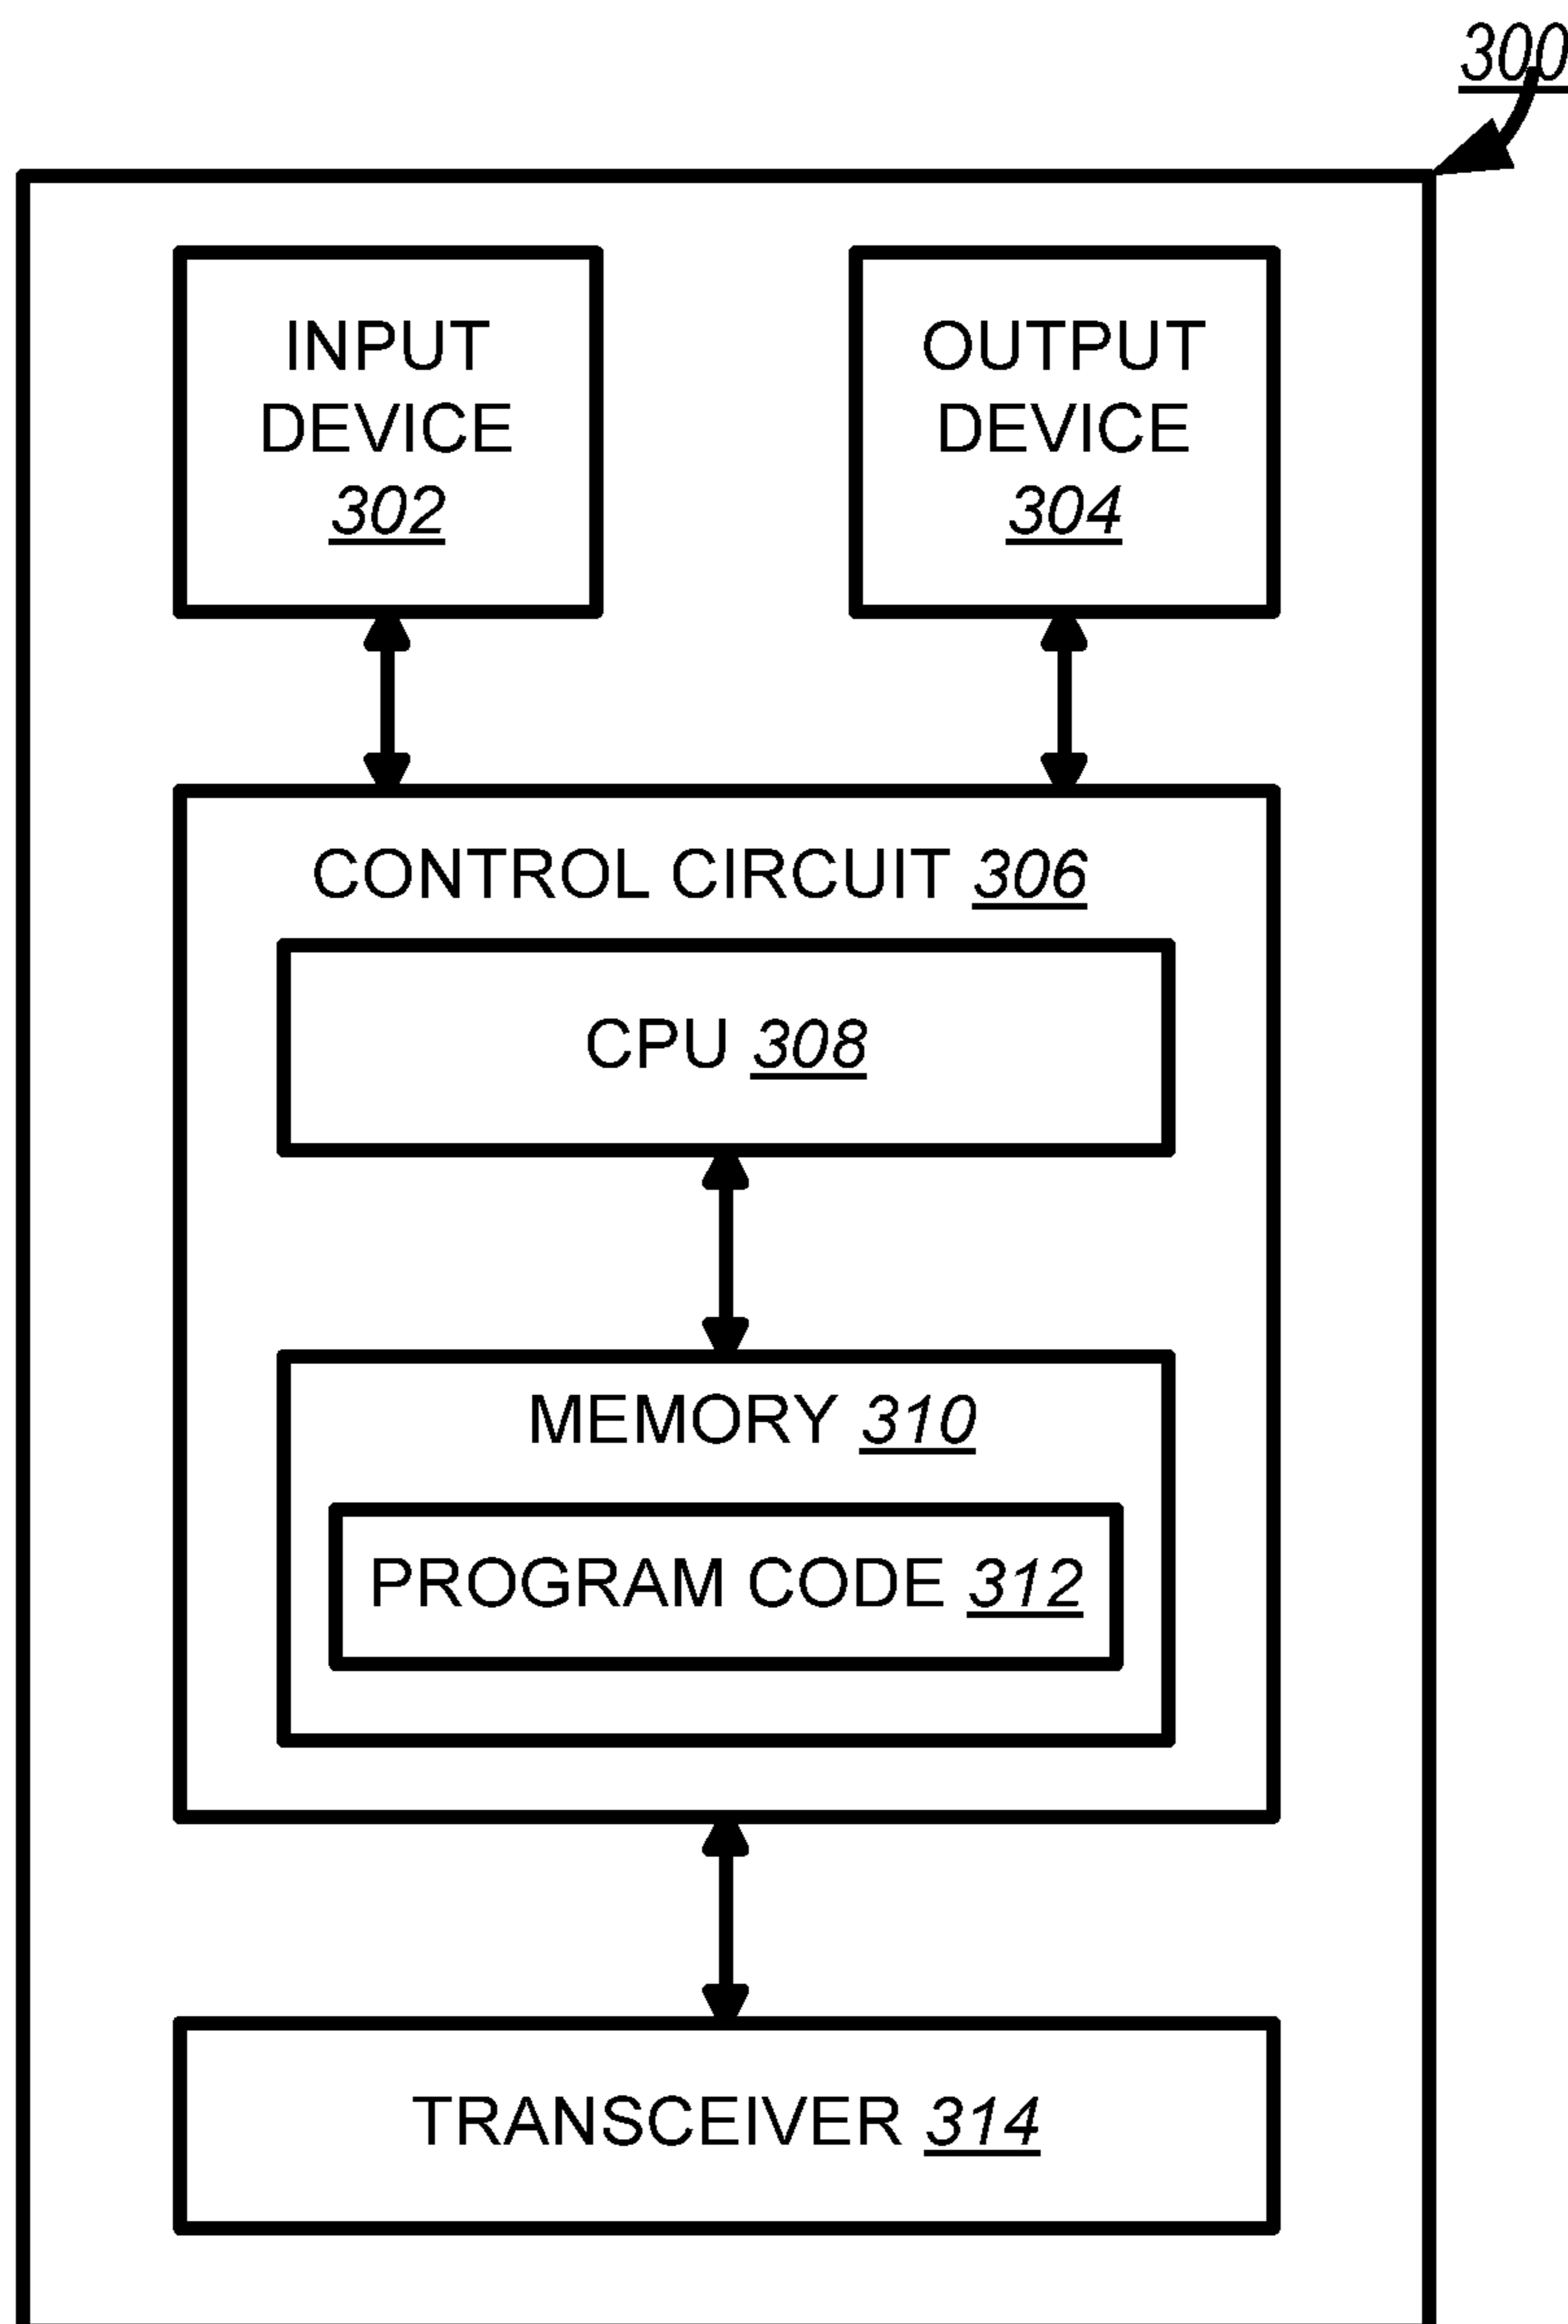 300
INPUT
DEVICE
302
OUTPUT
DEVICE
304
CONTROL CIRCUIT 306
CPU 308
MEMORY 310
PROGRAM CODE 312
TRANSCEIVER 314